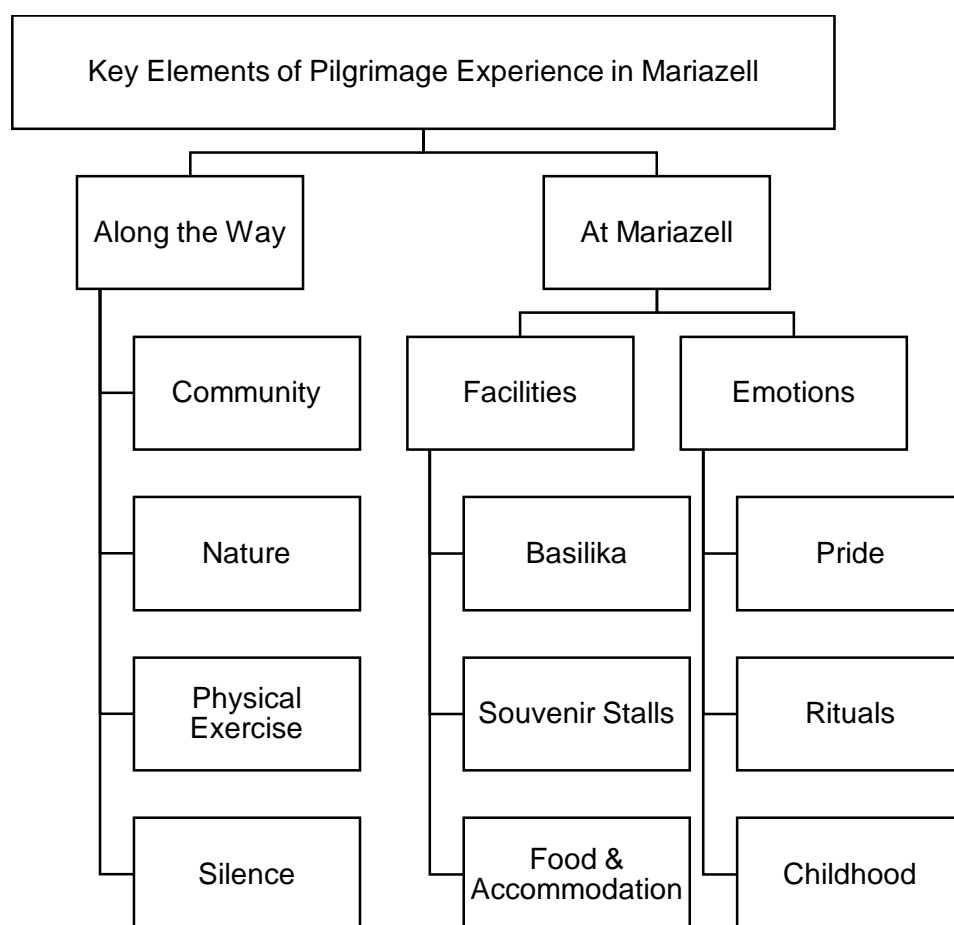 Key Elements of Pilgrimage Experience in Mariazell
Along the Way
At Mariazell
Community
Facilities
Emotions
Nature
Basilika
Pride
Physical
Exercise
Souvenir Stalls
Rituals
Silence
Food &
Accommodation
Childhood